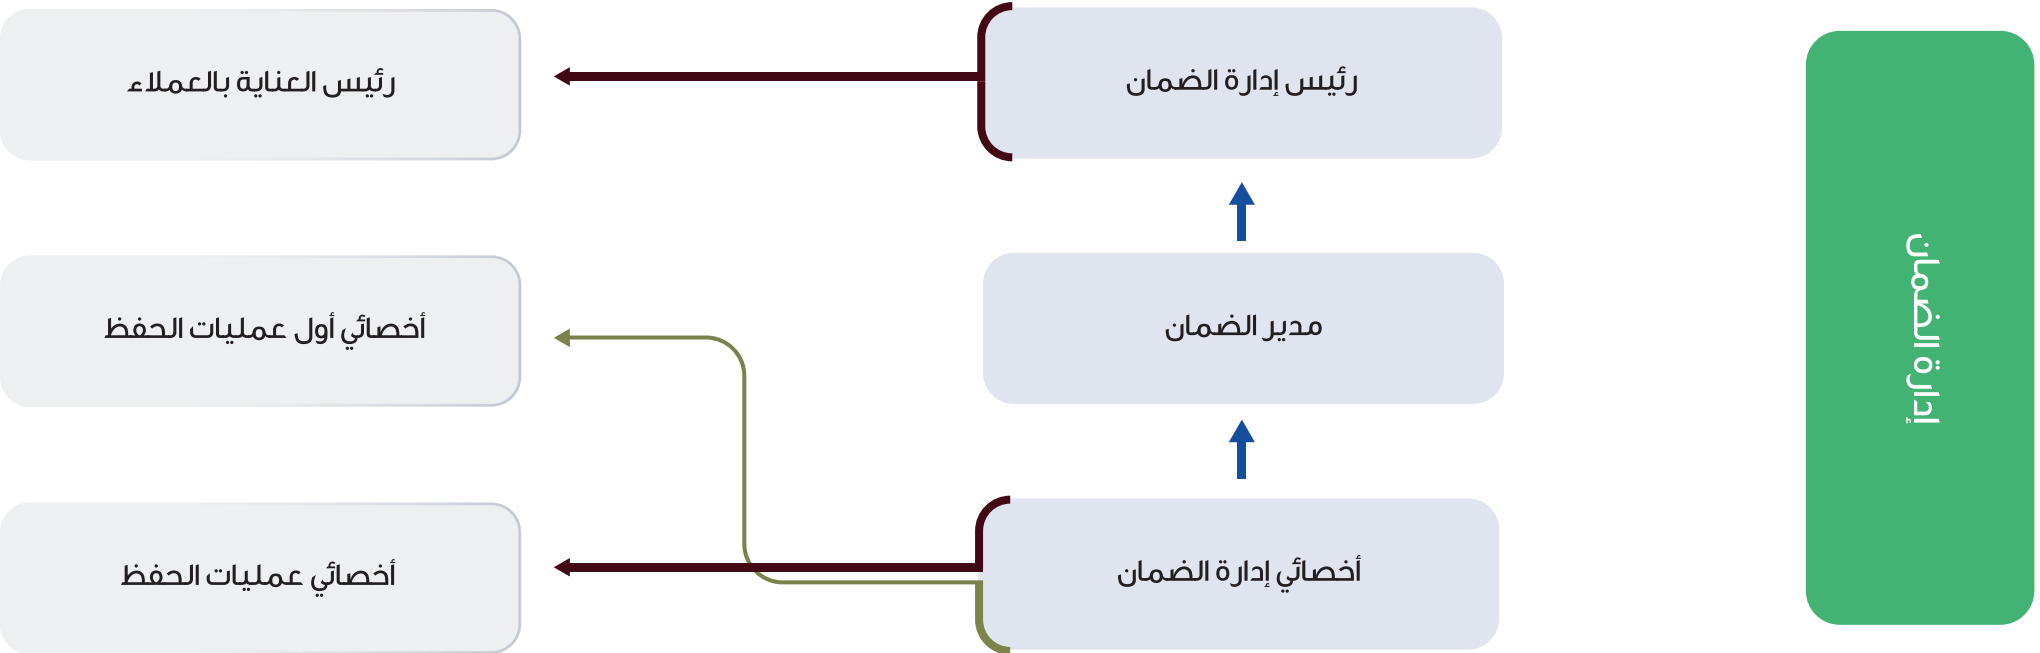 إدارة الضمان
رئيس إدارة الضمان
رئيس العناية بالعملاء
مدير الضمان
أخصائي أول عمليات الحفظ
أخصائي إدارة الضمان
أخصائي عمليات الحفظ